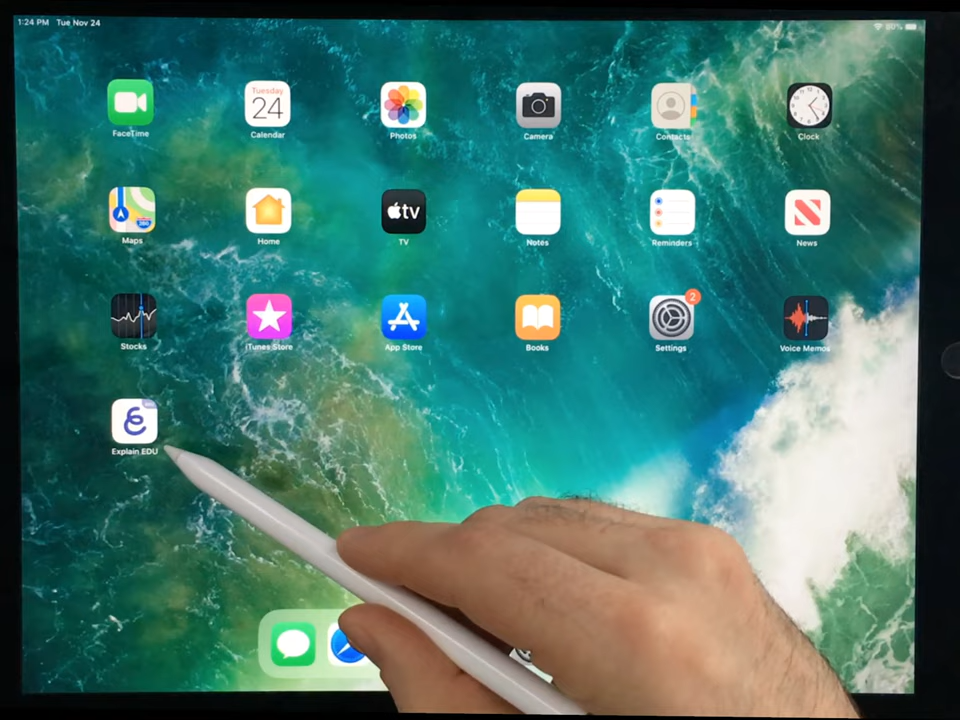 1:24 PM Tue Nov 24
FaceTime
Tuesday
24
Calendar
Photos
Camera
Contacts
Clock
Maps
Home
tv
TV
Notes
Reminders
News
Stocks
iTunes Store
App Store
Books
2
Settings
Voice Memos
Explain EDU